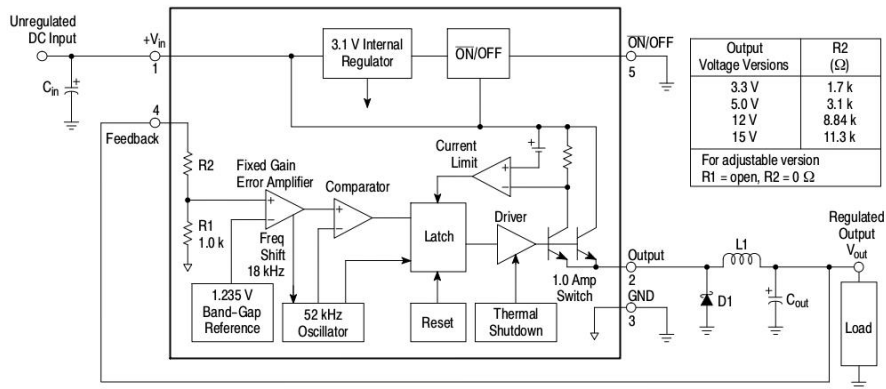 Unregulated
DC Input
+Vin
1
Cin
+
4
Feedback
3.1 V Internal
Regulator
ON/OFF
ON/OFF
5
Output
Voltage Versions
R2
(Ω)
3.3 V
1.7 k
5.0 V
3.1 k
12 V
8.84 k
15 V
11.3 k
For adjustable version
R1 = open, R2 = 0 Ω
R2
Fixed Gain
Error Amplifier
Comparator
Current
Limit
+
+
−
R1
1.0 k
+
−
+
−
Freq
Shift
18 kHz
Latch
Driver
1.0 Amp
Switch
Output
2
GND
3
L1
D1
+
Cout
Regulated
Output
Vout
Load
1.235 V
Band-Gap
Reference
52 kHz
Oscillator
Reset
Thermal
Shutdown